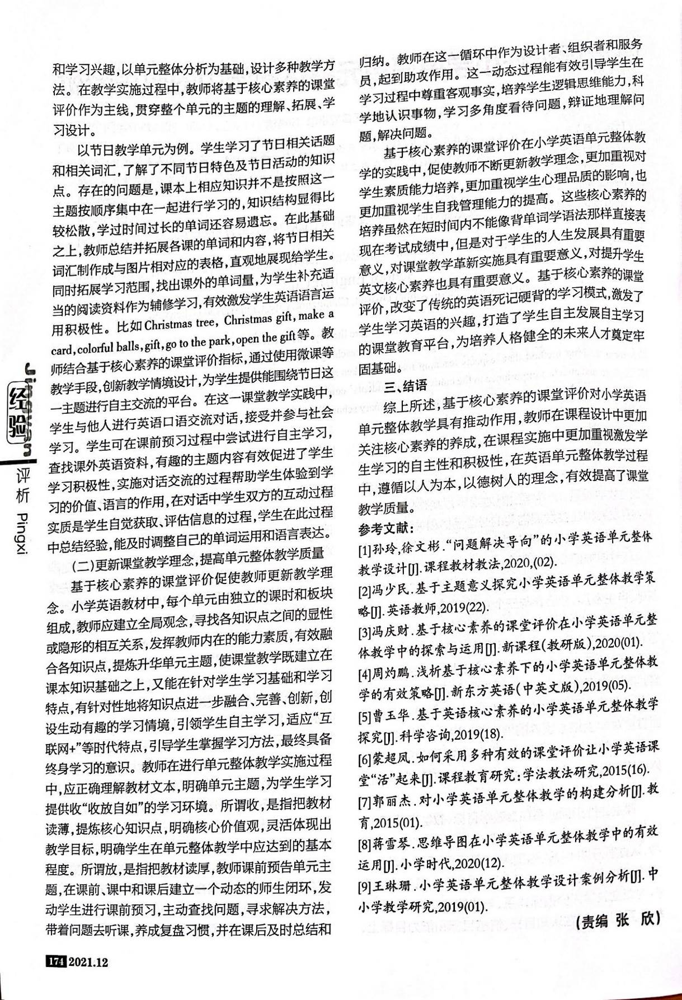 和学习兴趣,以单元整体分析为基础,设计多种教学方
法。在教学实施过程中,教师将基于核心素养的课堂
评价作为主线,贯穿整个单元的主题的理解、拓展、学
习设计。
以节日教学单元为例。学生学习了节日相关话题
和相关词汇,了解了不同节日特色及节日活动的知识
点。存在的问题是,课本上相应知识并不是按照这一
主题按顺序集中在一起进行学习的,知识结构显得比
较松散,学过时间过长的单词还容易遗忘。在此基础
之上,教师总结并拓展各课的单词和内容,将节日相关
词汇制作成与图片相对应的表格,直观地展现给学生。
同时拓展学习范围,找出课外的单词量,为学生补充适
当的阅读资料作为辅修学习,有效激发学生英语语言运
用积极性。比如Christmas tree, Christmas gift, make a
card,colorful balls,gift,go to the park,open the gift等。教
师结合基于核心素养的课堂评价指标,通过使用微课等
教学手段,创新教学情境设计,为学生提供能围绕节日这
一主题进行自主交流的平台。在这一课堂教学实践中,
学生与他人进行英语口语交流对话,接受并参与社会
学习。学生可在课前预习过程中尝试进行自主学习,
查找课外英语资料,有趣的主题内容有效促进了学生
学习积极性,实施对话交流的过程帮助学生体验到学
习的价值、语言的作用,在对话中学生双方的互动过程
实质是学生自觉获取、评估信息的过程,学生在此过程
中总结经验,能及时调整自己的单词运用和语言表达。
(二)更新课堂教学理念,提高单元整体教学质量
基于核心素养的课堂评价促使教师更新教学理
念。小学英语教材中,每个单元由独立的课时和板块
组成,教师应建立全局观念,寻找各知识点之间的显性
或隐形的相互关系,发挥教师内在的能力素质,有效融
合各知识点,提炼升华单元主题,使课堂教学既建立在
课本知识基础之上,又能在针对学生学习基础和学习
特点,有针对性地将知识点进一步融合、完善、创新,创
设生动有趣的学习情境,引领学生自主学习,适应“互
联网+”等时代特点,引导学生掌握学习方法,最终具备
终身学习的意识。教师在进行单元整体教学实施过程
中,应正确理解教材文本,明确单元主题,为学生学习
提供收“收放自如”的学习环境。所谓收,是指把教材
读薄,提炼核心知识点,明确核心价值观,灵活体现出
教学目标,明确学生在单元整体教学中应达到的基本
程度。所谓放,是指把教材读厚,教师课前预告单元主
题,在课前、课中和课后建立一个动态的师生闭环,发
动学生进行课前预习,主动查找问题,寻求解决方法,
带着问题去听课,养成复盘习惯,并在课后及时总结和
归纳。教师在这一循环中作为设计者、组织者和服务
员,起到助攻作用。这一动态过程能有效引导学生在
学习过程中尊重客观事实,培养学生逻辑思维能力,科
学地认识事物,学习多角度看待问题,辩证地理解问
题,解决问题。
基于核心素养的课堂评价在小学英语单元整体教
学的实践中,促使教师不断更新教学理念,更加重视对
学生素质能力培养,更加重视学生心理品质的影响,也
更加重视学生自我管理能力的提高。这些核心素养的
培养虽然在短时间内不能像背单词学语法那样直接表
现在考试成绩中,但是对于学生的人生发展具有重要
意义,对课堂教学革新实施具有重要意义,对提升学生
英文核心素养也具有重要意义。基于核心素养的课堂
评价,改变了传统的英语死记硬背的学习模式,激发了
学生学习英语的兴趣,打造了学生自主发展自主学习
的课堂教育平台,为培养人格健全的未来人才奠定牢
固基础。
三、结语
综上所述,基于核心素养的课堂评价对小学英语
单元整体教学具有推动作用,教师在课程设计中更加
关注核心素养的养成,在课程实施中更加重视激发学
生学习的自主性和积极性,在英语单元整体教学过程
中,遵循以人为本,以德树人的理念,有效提高了课堂
教学质量。
参考文献:
[1]孙玲,徐文彬.“问题解决导向”的小学英语单元整体
教学设计[J].课程教材教法,2020,(02).
[2]冯少民.基于主题意义探究小学英语单元整体教学策
略[J].英语教师,2019(22).
[3]冯庆财.基于核心素养的课堂评价在小学英语单元整
体教学中的探索与运用[J].新课程(教研版),2020(01).
[4]周灼鹏.浅析基于核心素养下的小学英语单元整体教
学的有效策略[J].新东方英语(中英文版),2019(05).
[5]曹玉华.基于英语核心素养的小学英语单元整体教学
探究[J].科学咨询,2019(18).
[6]蒙超凤.如何采用多种有效的课堂评价让小学英语课
堂“活”起来[J].课程教育研究:学法教法研究,2015(16).
[7]郭丽杰.对小学英语单元整体教学的构建分析[J].教
育,2015(01).
[8]蒋雪琴.思维导图在小学英语单元整体教学中的有效
运用[J].小学时代,2020(12).
[9]王琳珊.小学英语单元整体教学设计案例分析[J].中
小学教学研究,2019(01).
(责编 张 欣)
经验
Jingyan
评析
Pingxi
174 2021.12